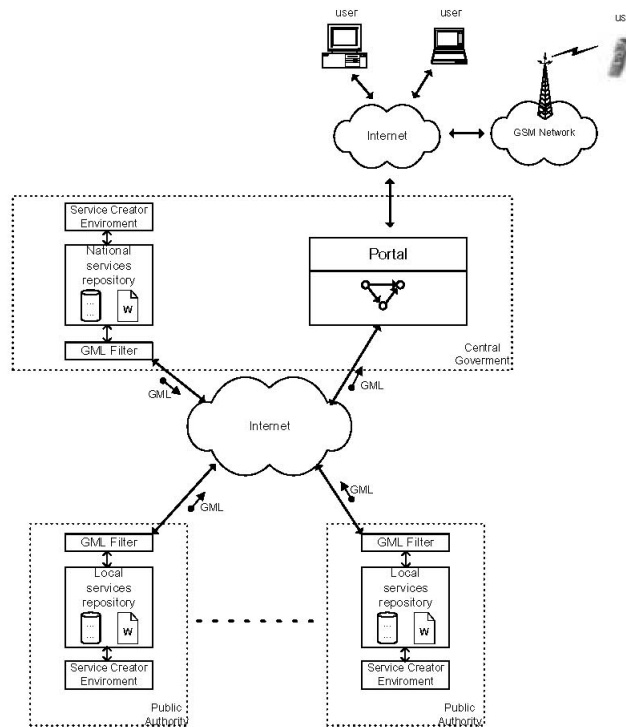 user
user
us
Internet
GSM Network
Service Creator
Enviroment
National
services
repository
W
GML Filter
Portal
Central
Goverment
GML
GML
Internet
GML
GML
GML Filter
Local
services
repository
W
Service Creator
Enviroment
Public
Authority
GML Filter
Local
services
repository
W
Service Creator
Enviroment
Public
Authority